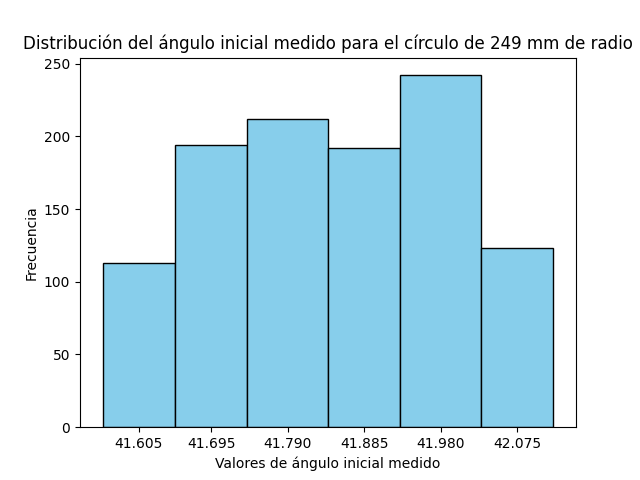 Distribución del ángulo inicial medido para el círculo de 249 mm de radio
250
200
150
100
50
0
Frecuencia
41.605 41.695 41.790 41.885 41.980 42.075
Valores de ángulo inicial medido